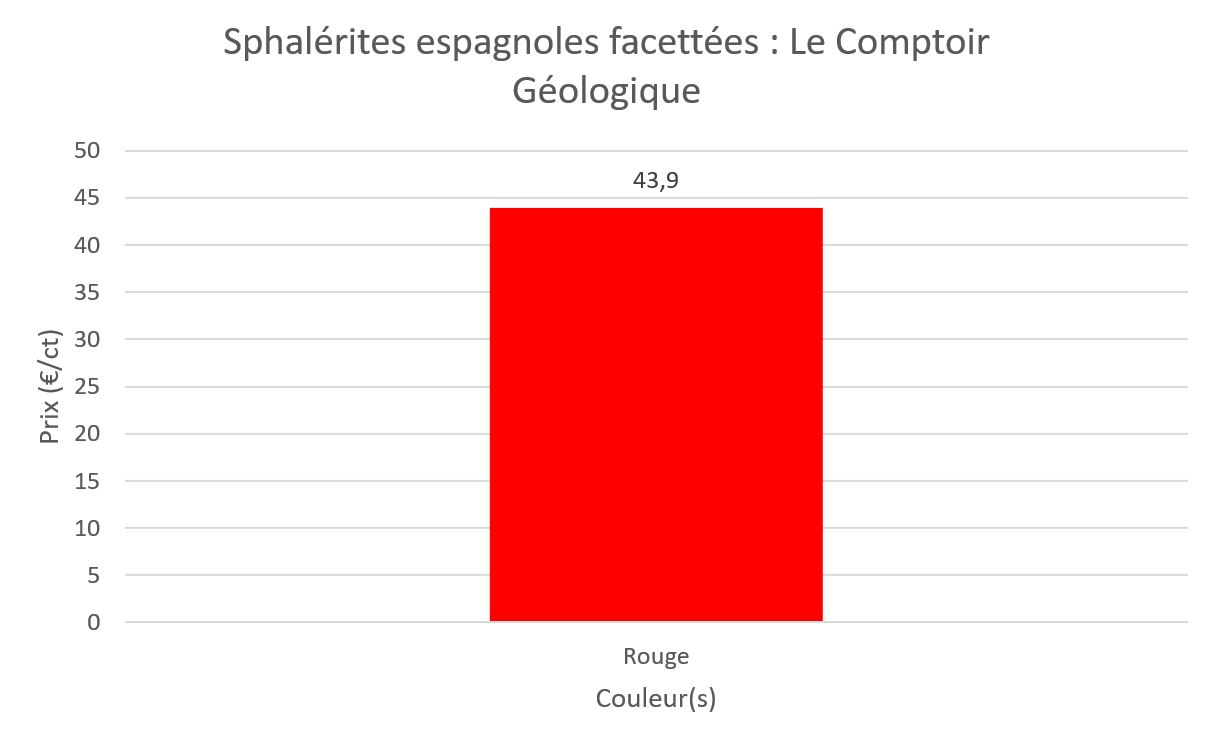 Sphalérites espagnoles facettées : Le Comptoir
Géologique
50
45
40
35
30
25
20
15
10
5
0
Prix (€/ct)
43,9
Rouge
Couleur(s)